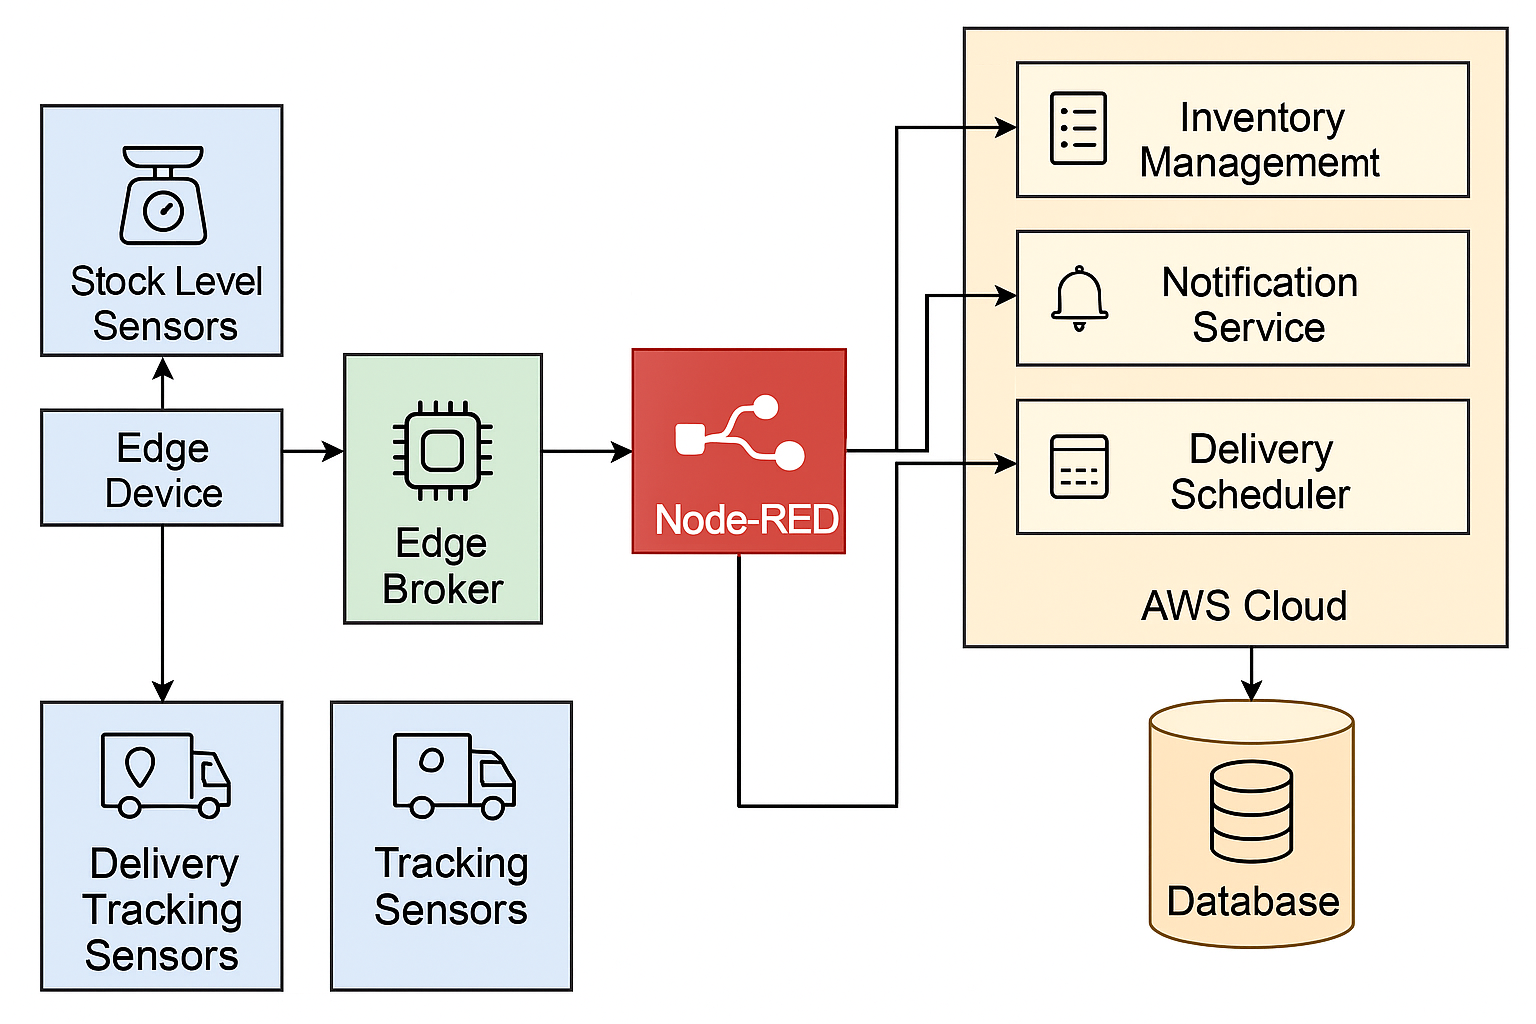 Stock Level
Sensors
Edge
Device
Edge
Broker
Node-RED
Inventory
Managememt
Notification
Service
Delivery
Scheduler
AWS Cloud
Delivery
Tracking
Sensors
Tracking
Sensors
Database